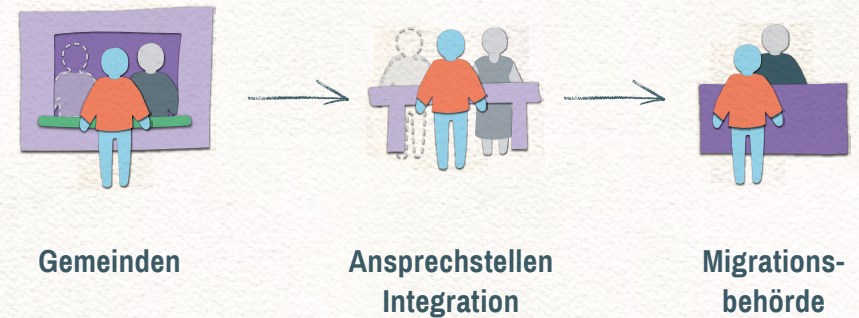 Gemeinden
Ansprechstellen
Integration
Migrations-
behörde